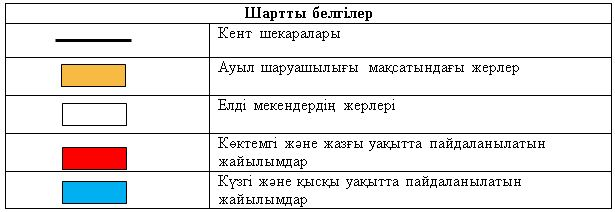 Шартты белгілер
Кент шекаралары
Ауыл шаруашылығы мақсатындағы жерлер
Елді мекендердің жерлері
Көктемгі және жазғы уақытта пайдаланылатын
жайылымдар
Күзгі және қысқы уақытта пайдаланылатын
жайылымдар